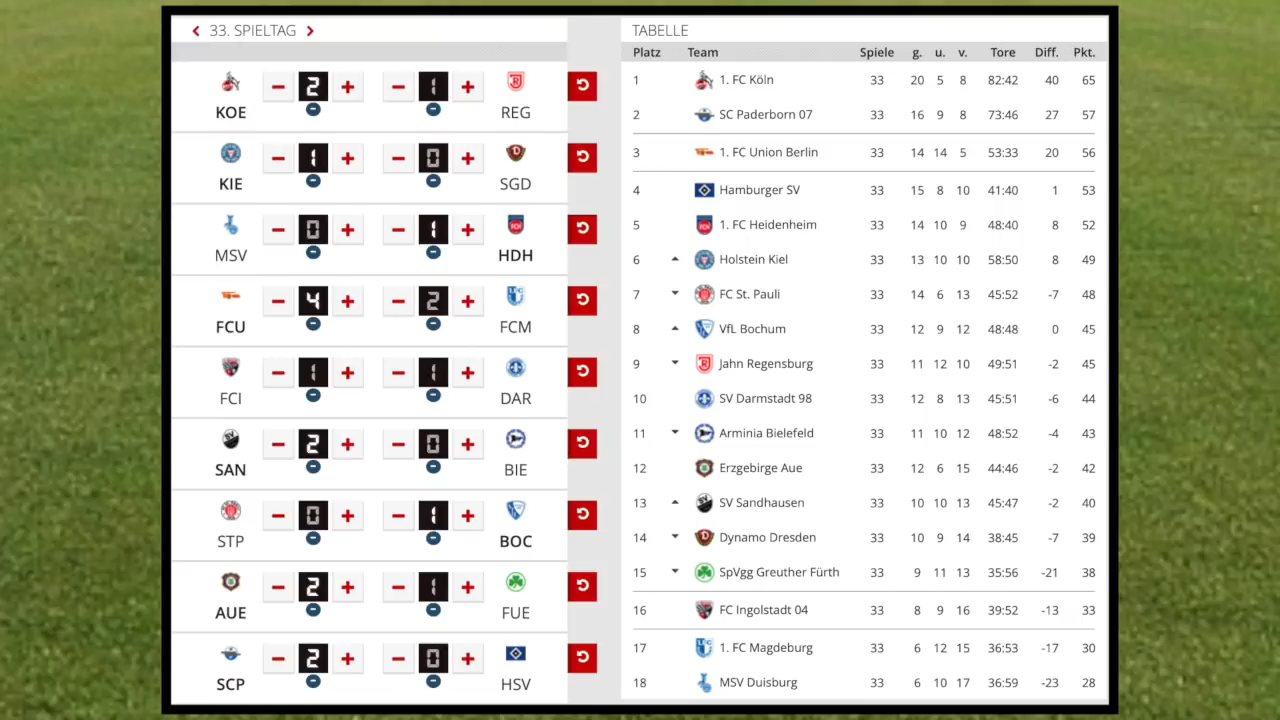 33. SPIELTAG
KOE 2 1 REG
KIE 1 0 SGD
MSV 0 1 HDH
FCU 4 2 FCM
FCI 1 1 DAR
SAN 2 0 BIE
STP 0 1 BOC
AUE 2 1 FUE
SCP 2 0 HSV
TABELLE
Platz Team Spiele g. u. v. Tore Diff. Pkt.
1 1. FC Köln 33 20 5 8 82:42 40 65
2 SC Paderborn 07 33 16 9 8 73:46 27 57
3 1. FC Union Berlin 33 14 14 5 53:33 20 56
4 Hamburger SV 33 15 8 10 41:40 1 53
5 1. FC Heidenheim 33 14 10 9 48:40 8 52
6 Holstein Kiel 33 13 10 10 58:50 8 49
7 FC St. Pauli 33 14 6 13 45:52 -7 48
8 VfL Bochum 33 12 9 12 48:48 0 45
9 Jahn Regensburg 33 11 12 10 49:51 -2 45
10 SV Darmstadt 98 33 12 8 13 45:51 -6 44
11 Arminia Bielefeld 33 11 10 12 48:52 -4 43
12 Erzgebirge Aue 33 12 6 15 44:46 -2 42
13 SV Sandhausen 33 10 10 13 45:47 -2 40
14 Dynamo Dresden 33 10 9 14 38:45 -7 39
15 SpVgg Greuther Fürth 33 9 11 13 35:56 -21 38
16 FC Ingolstadt 04 33 8 9 16 39:52 -13 33
17 1. FC Magdeburg 33 6 12 15 36:53 -17 30
18 MSV Duisburg 33 6 10 17 36:59 -23 28